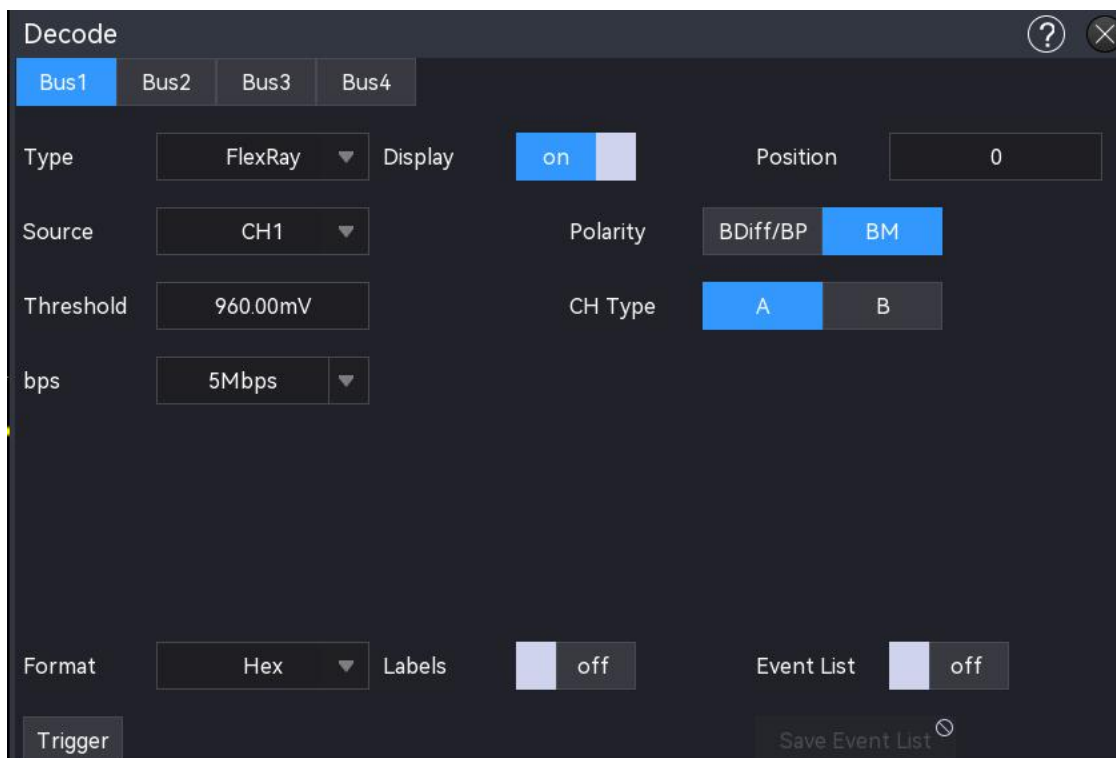 Decode ?
Bus1 Bus2 Bus3 Bus4
Type FlexRay Display on Position 0
Source CH1 Polarity BDiff/BP BM
Threshold 960.00mV CH Type A B
bps 5Mbps
Format Hex Labels off Event List off
Trigger Save Event List